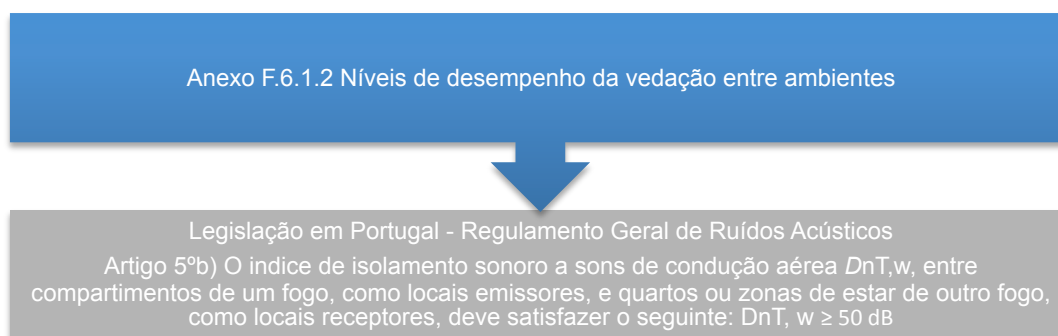 Anexo F.6.1.2 Níveis de desempenho da vedação entre ambientes
Legislação em Portugal - Regulamento Geral de Ruídos Acústicos
Artigo 5ºb) O indice de isolamento sonoro a sons de condução aérea DnT,w, entre
compartimentos de um fogo, como locais emissores, e quartos ou zonas de estar de outro fogo,
como locais receptores, deve satisfazer o seguinte: DnT, w ≥ 50 dB